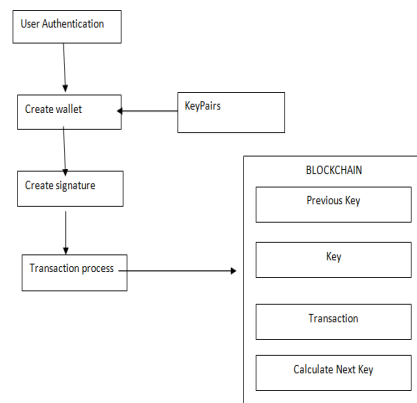 User Authentication
Create wallet
KeyPairs
Create signature
Transaction process
BLOCKCHAIN
Previous Key
Key
Transaction
Calculate Next Key